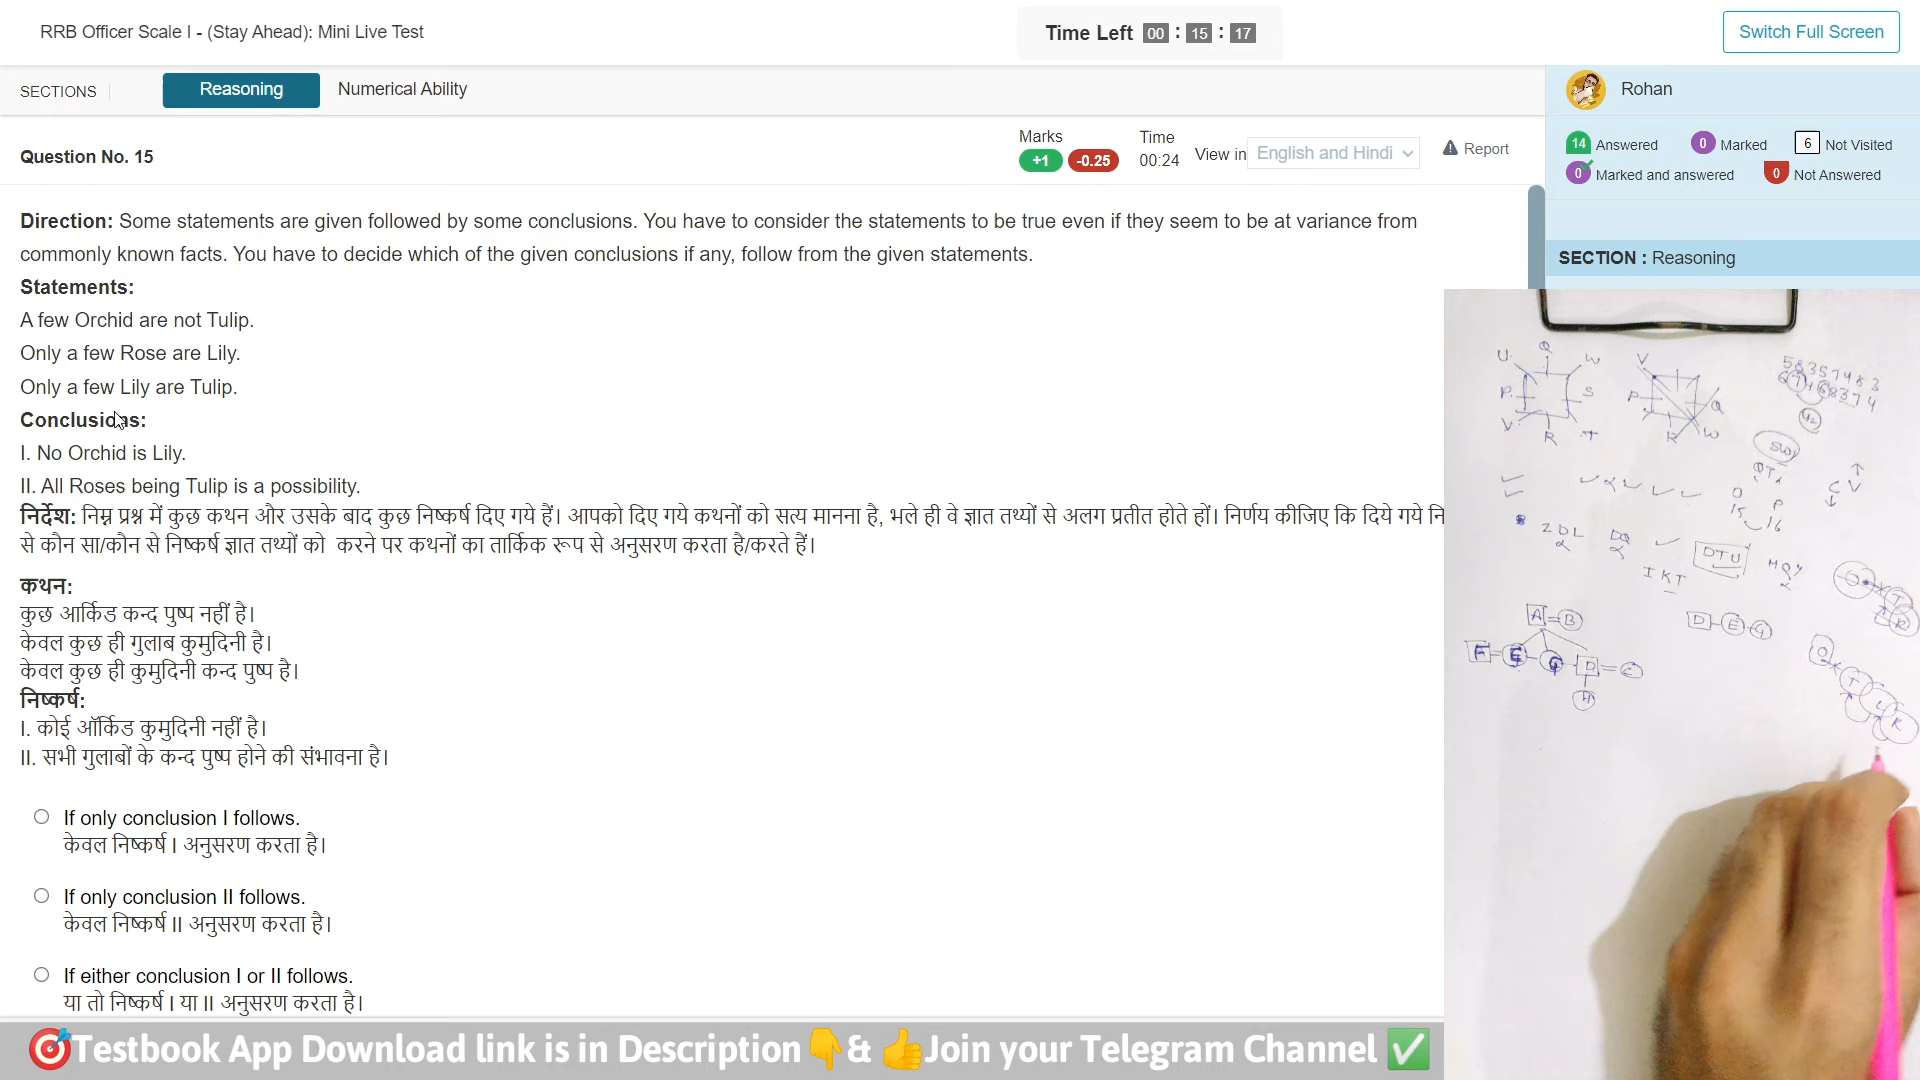 RRB Officer Scale I - (Stay Ahead): Mini Live Test
Time Left 00 : 15 : 17
Switch Full Screen
SECTIONS
Reasoning
Numerical Ability
Rohan
Question No. 15
Marks
+1 -0.25
Time
00:24
View in English and Hindi
Report
14 Answered
0 Marked
6 Not Visited
0 Marked and answered
0 Not Answered
SECTION : Reasoning
Direction: Some statements are given followed by some conclusions. You have to consider the statements to be true even if they seem to be at variance from
commonly known facts. You have to decide which of the given conclusions if any, follow from the given statements.
Statements:
A few Orchid are not Tulip.
Only a few Rose are Lily.
Only a few Lily are Tulip.
Conclusions:
I. No Orchid is Lily.
II. All Roses being Tulip is a possibility.
निर्देश: निम्न प्रश्न में कुछ कथन और उसके बाद कुछ निष्कर्ष दिए गये हैं। आपको दिए गये कथनों को सत्य मानना है, भले ही वे ज्ञात तथ्यों से अलग प्रतीत होते हों। निर्णय कीजिए कि दिये गये नि
से कौन सा/कौन से निष्कर्ष ज्ञात तथ्यों को करने पर कथनों का तार्किक रूप से अनुसरण करता है/करते हैं।
कथन:
कुछ आर्किड कन्द पुष्प नहीं है।
केवल कुछ ही गुलाब कुमुदिनी है।
केवल कुछ ही कुमुदिनी कन्द पुष्प है।
निष्कर्ष:
I. कोई ऑर्किड कुमुदिनी नहीं है।
II. सभी गुलाबों के कन्द पुष्प होने की संभावना है।
If only conclusion I follows.
केवल निष्कर्ष I अनुसरण करता है।
If only conclusion II follows.
केवल निष्कर्ष II अनुसरण करता है।
If either conclusion I or II follows.
या तो निष्कर्ष I या II अनुसरण करता है।
Testbook App Download link is in Description & Join your Telegram Channel
U Q W
P S
V R T
V
P Q
R W
58357483
42
O P
15 16
C V
ZDL
DTU
IKT
A = B
F = E - G - D = C
H
D - E - G
O
T
L
R